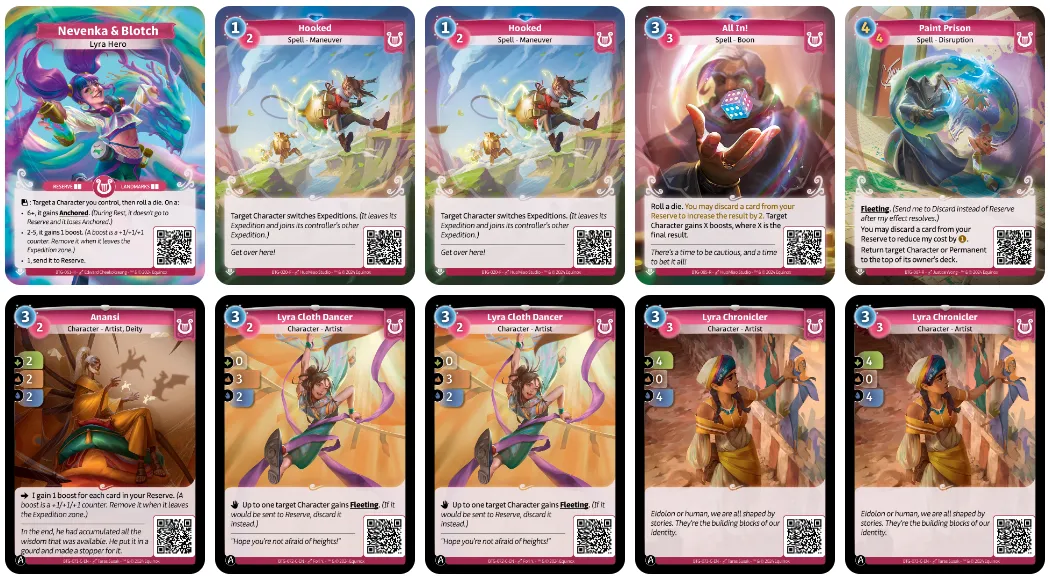 Nevenka & Blotch
Lyra Hero
RESERVE
LANDMARKS
: Target a Character you control, then roll a die. On a:
• 6+, it gains Anchored. (During Rest, it doesn't go to
Reserve and it loses Anchored.)
• 2-5, it gains 1 boost. (A boost is a +1/+1/+1
counter. Remove it when it leaves the
Expedition zone.)
• 1, send it to Reserve.
1
2
Hooked
Spell - Maneuver
Target Character switches Expeditions. (It leaves its
Expedition and joins its controller's other
Expedition.)
Get over here!
1
2
Hooked
Spell - Maneuver
Target Character switches Expeditions. (It leaves its
Expedition and joins its controller's other
Expedition.)
Get over here!
3
3
All In!
Spell - Boon
Roll a die. You may discard a card from your
Reserve to increase the result by 2. Target
Character gains X boosts, where X is the
final result.
There's a time to be cautious, and a time
to bet it all!
4
4
Paint Prison
Spell - Disruption
Fleeting. (Send me to Discard instead of Reserve
after my effect resolves.)
You may discard a card from your
Reserve to reduce my cost by 1.
Return target Character or Permanent
to the top of its owner's deck.
3
2
Anansi
Character - Artist, Deity
2
2
2
I gain 1 boost for each card in your Reserve. (A
boost is a +1/+1/+1 counter. Remove it when it leaves
the Expedition zone.)
In the end, he had accumulated all the
wisdom that was available. He put it in a
gourd and made a stopper for it.
A
3
2
Lyra Cloth Dancer
Character - Artist
0
3
2
Up to one target Character gains Fleeting. (If it
would be sent to Reserve, discard it
instead.)
"Hope you're not afraid of heights!"
A
3
2
Lyra Cloth Dancer
Character - Artist
0
3
2
Up to one target Character gains Fleeting. (If it
would be sent to Reserve, discard it
instead.)
"Hope you're not afraid of heights!"
A
3
3
Lyra Chronicler
Character - Artist
4
0
4
Eidolon or human, we are all shaped by
stories. They're the building blocks of our
identity.
A
3
3
Lyra Chronicler
Character - Artist
4
0
4
Eidolon or human, we are all shaped by
stories. They're the building blocks of our
identity.
A